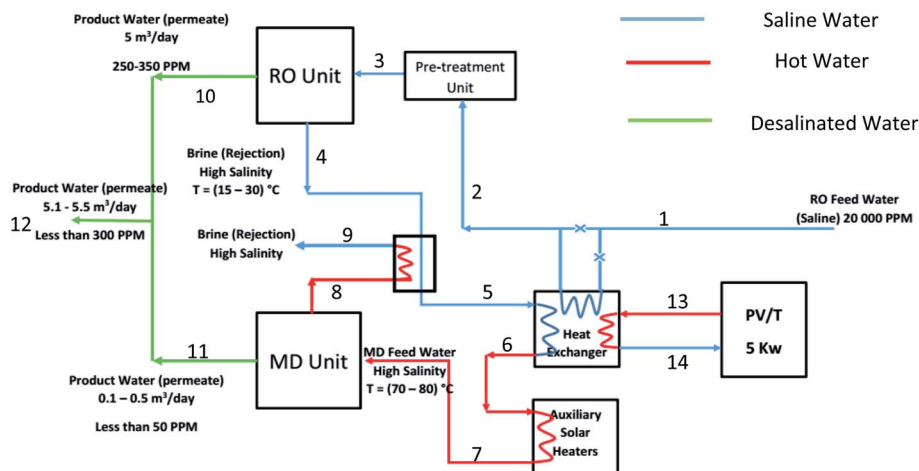 Product Water (permeate)
5 m³/day
250-350 PPM
10
RO Unit
3
Pre-treatment
Unit
Saline Water
Hot Water
Desalinated Water
4
Brine (Rejection)
High Salinity
T = (15 – 30) °C
2
Product Water (permeate)
5.1 - 5.5 m³/day
12
Less than 300 PPM
1
RO Feed Water
(Saline) 20 000 PPM
9
Brine (Rejection)
High Salinity
8
5
13
PV/T
5 Kw
14
Heat
Exchanger
6
11
MD Unit
MD Feed Water
High Salinity
T = (70 – 80) °C
Product Water (permeate)
0.1 – 0.5 m³/day
Less than 50 PPM
7
Auxiliary
Solar
Heaters